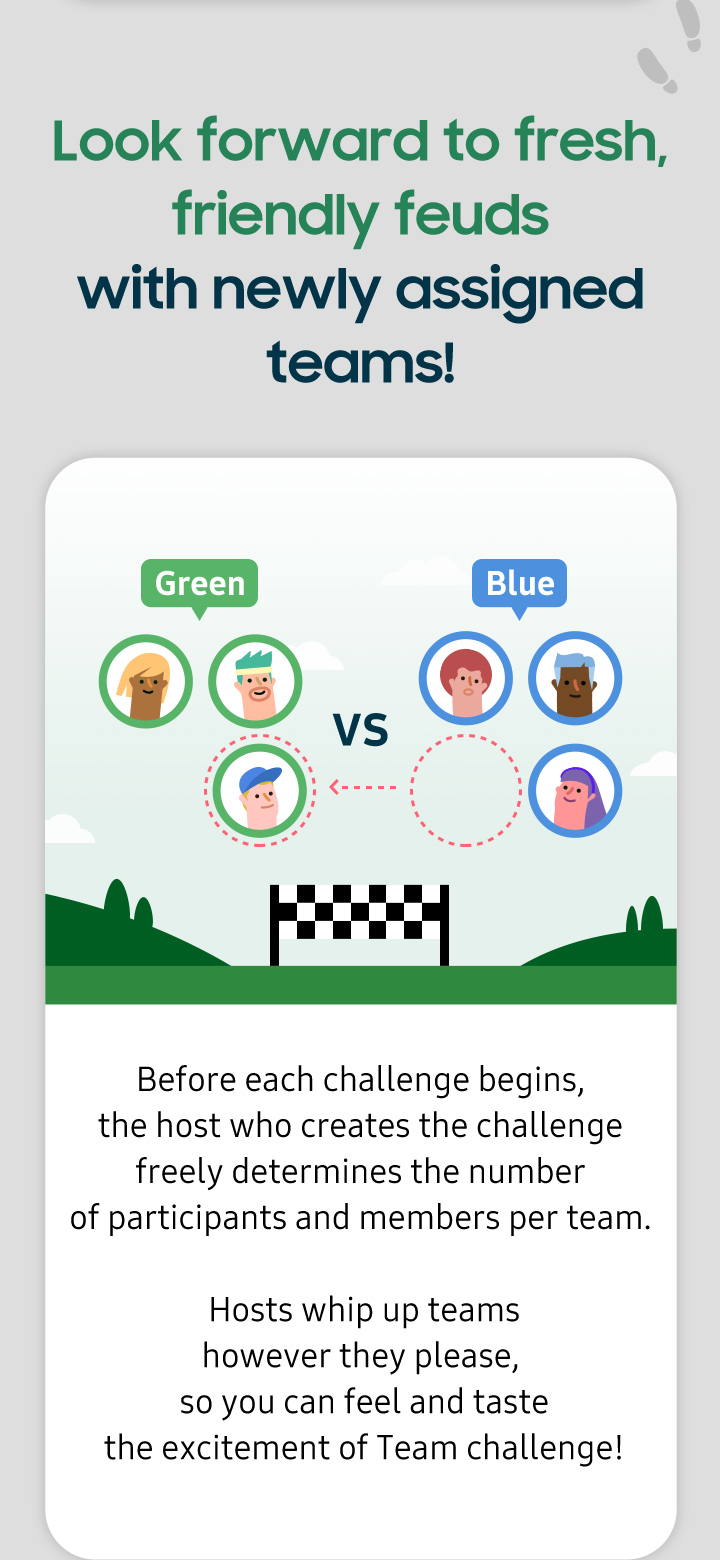 Look forward to fresh,
friendly feuds
with newly assigned
teams!
Green
Blue
VS
Before each challenge begins,
the host who creates the challenge
freely determines the number
of participants and members per team.
Hosts whip up teams
however they please,
so you can feel and taste
the excitement of Team challenge!